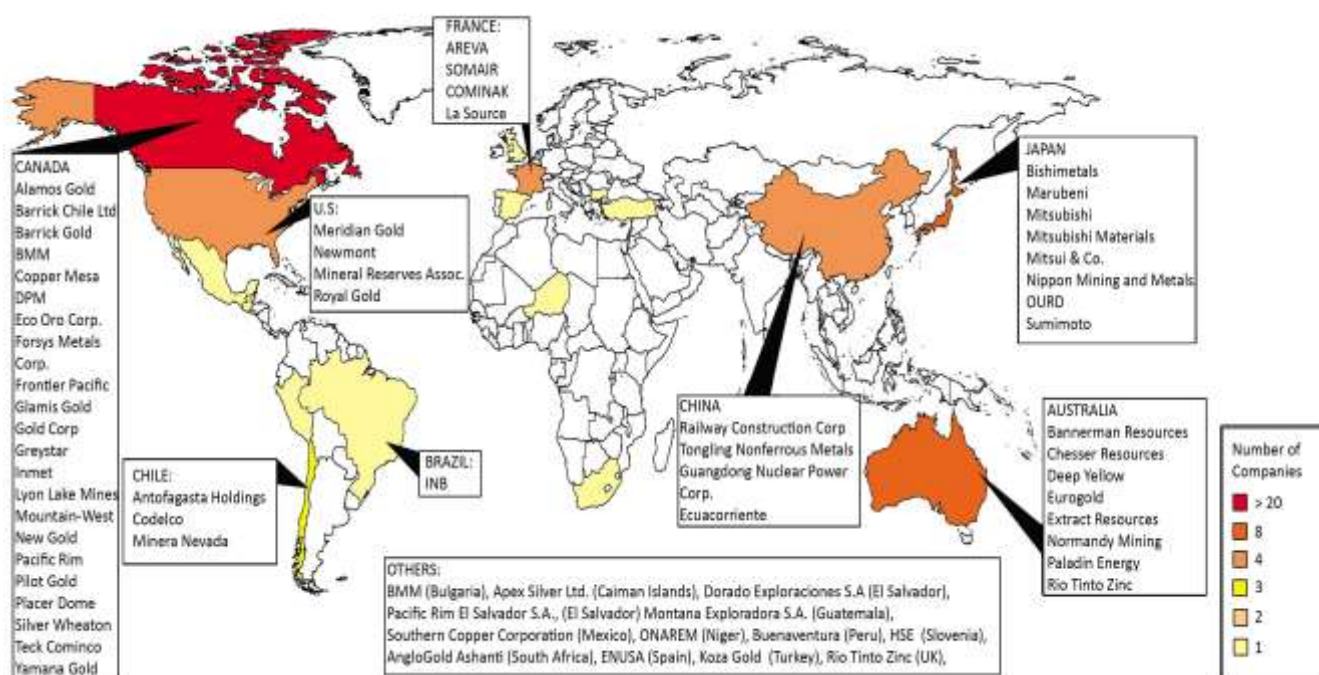 FRANCE:
AREVA
SOMAIR
COMINAK
La Source
CANADA
Alamos Gold
Barrick Chile Ltd
Barrick Gold
BMM
Copper Mesa
DPM
Eco Oro Corp.
Forsys Metals
Corp.
Frontier Pacific
Glamis Gold
Gold Corp
Greystar
Inmet
Lyon Lake Mines
Mountain-West
New Gold
Pacific Rim
Pilot Gold
Placer Dome
Silver Wheaton
Teck Cominco
Yamana Gold
U.S:
Meridian Gold
Newmont
Mineral Reserves Assoc.
Royal Gold
JAPAN
Bishimetals
Marubeni
Mitsubishi
Mitsubishi Materials
Mitsui & Co.
Nippon Mining and Metals
OURD
Sumimoto
CHILE:
Antofagasta Holdings
Codelco
Minera Nevada
BRAZIL:
INB
CHINA
Railway Construction Corp
Tongling Nonferrous Metals
Guangdong Nuclear Power
Corp.
Ecuacorriente
AUSTRALIA
Bannerman Resources
Chesser Resources
Deep Yellow
Eurogold
Extract Resources
Normandy Mining
Paladin Energy
Rio Tinto Zinc
OTHERS:
BMM (Bulgaria), Apex Silver Ltd. (Caiman Islands), Dorado Exploraciones S.A (El Salvador),
Pacific Rim El Salvador S.A., (El Salvador) Montana Exploradora S.A. (Guatemala),
Southern Copper Corporation (Mexico), ONAREM (Niger), Buenaventura (Peru), HSE (Slovenia),
AngloGold Ashanti (South Africa), ENUSA (Spain), Koza Gold (Turkey), Rio Tinto Zinc (UK),
Number of
Companies
> 20
8
4
3
2
1